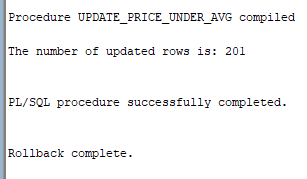 Procedure UPDATE_PRICE_UNDER_AVG compiled
The number of updated rows is: 201
PL/SQL procedure successfully completed.
Rollback complete.